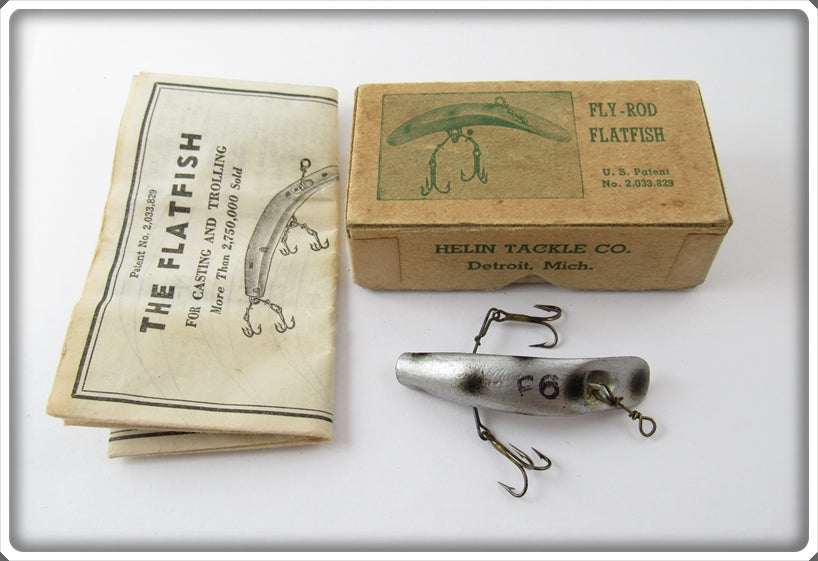 Patent No. 2,033,829
THE FLATFISH
FOR CASTING AND TROLLING
More Than 2,750,000 Sold
FLY-ROD
FLATFISH
U. S. Patent
No. 2.033.829
HELIN TACKLE CO.
Detroit, Mich.
F6